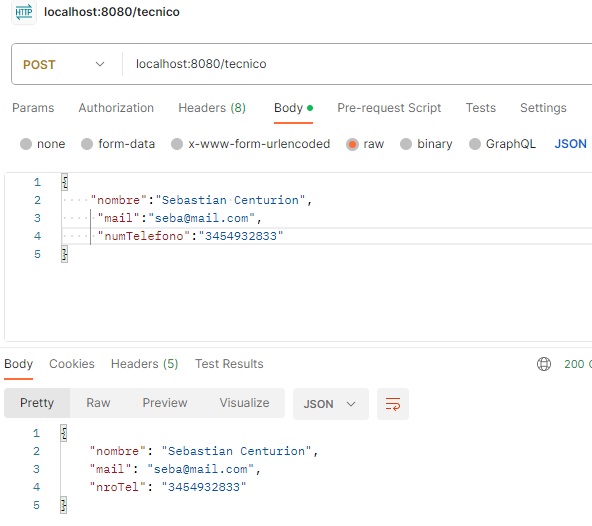 HTTP localhost:8080/tecnico
POST localhost:8080/tecnico
Params Authorization Headers (8) Body Pre-request Script Tests Settings
none form-data x-www-form-urlencoded raw binary GraphQL JSON
1 {
2 "nombre":"Sebastian Centurion",
3 "mail":"seba@mail.com",
4 "numTelefono":"3454932833"
5 }
Body Cookies Headers (5) Test Results 200
Pretty Raw Preview Visualize JSON
1 {
2 "nombre": "Sebastian Centurion",
3 "mail": "seba@mail.com",
4 "nroTel": "3454932833"
5 }